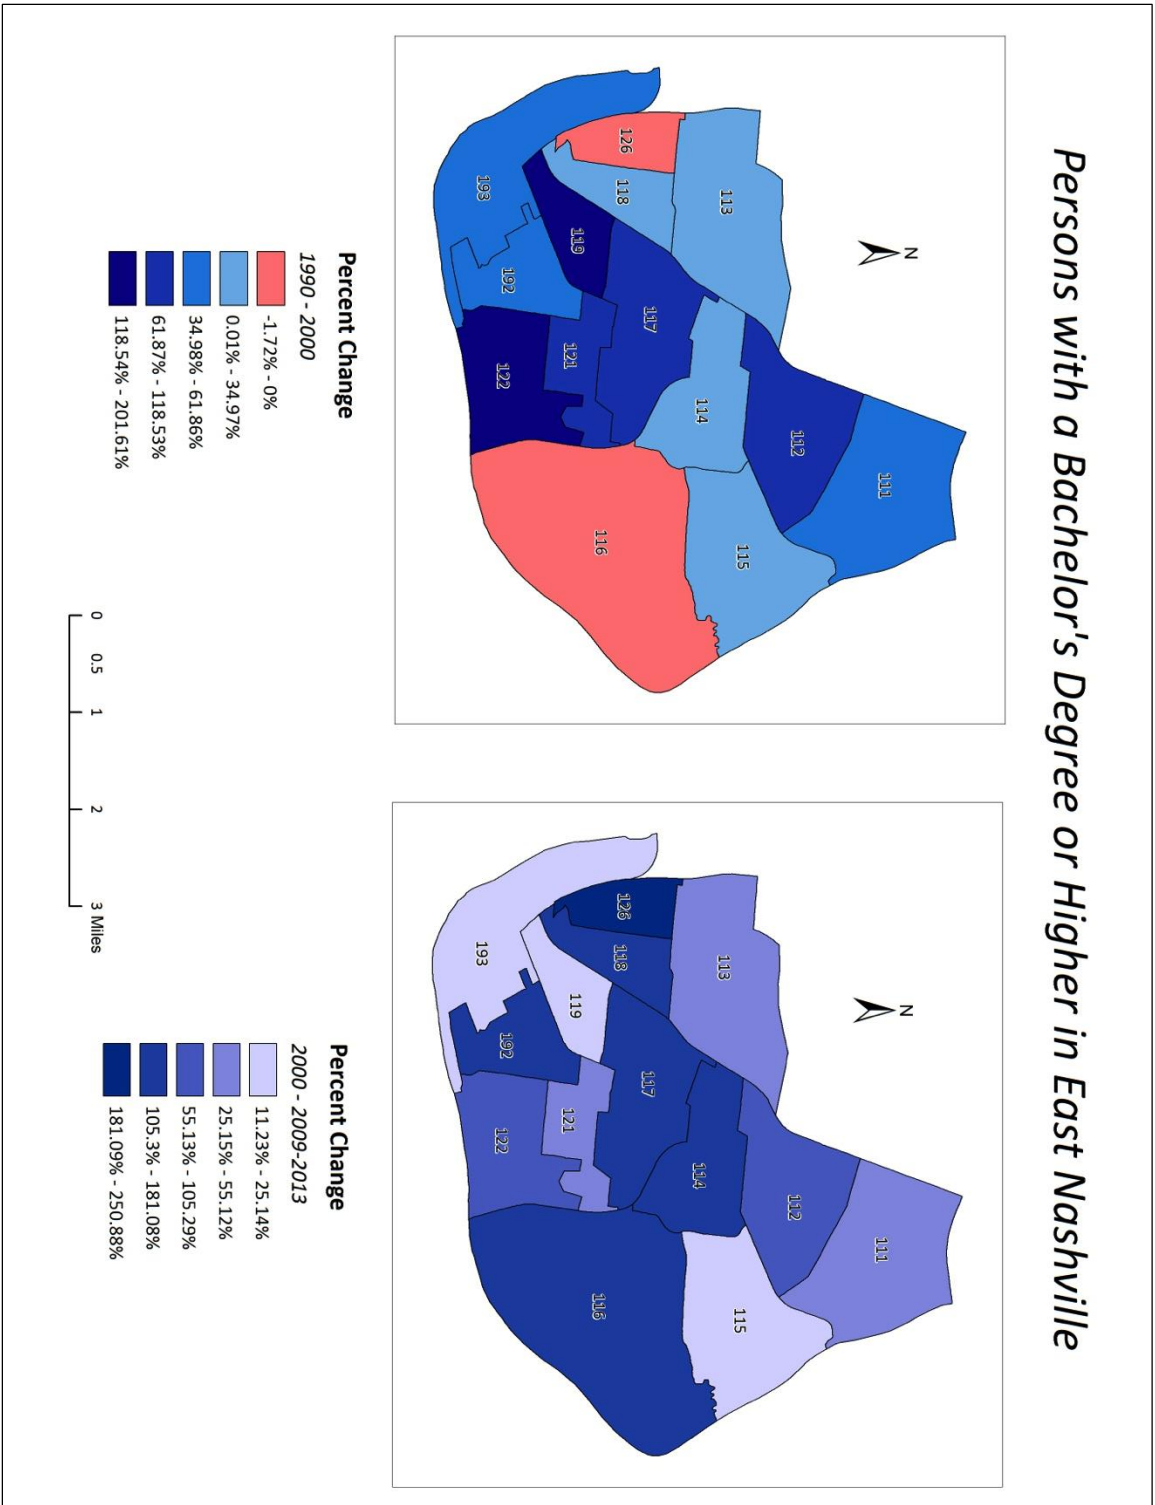 Persons with a Bachelor's Degree or Higher in East Nashville
N
113
126
118
193
119
192
117
121
122
114
112
111
115
116
Percent Change
1990 - 2000
-1.72% - 0%
0.01% - 34.97%
34.98% - 61.86%
61.87% - 118.53%
118.54% - 201.61%
N
113
126
118
193
119
192
117
121
122
114
112
111
115
116
Percent Change
2000 - 2009-2013
11.23% - 25.14%
25.15% - 55.12%
55.13% - 105.29%
105.3% - 181.08%
181.09% - 250.88%
0 0.5 1 2 3 Miles